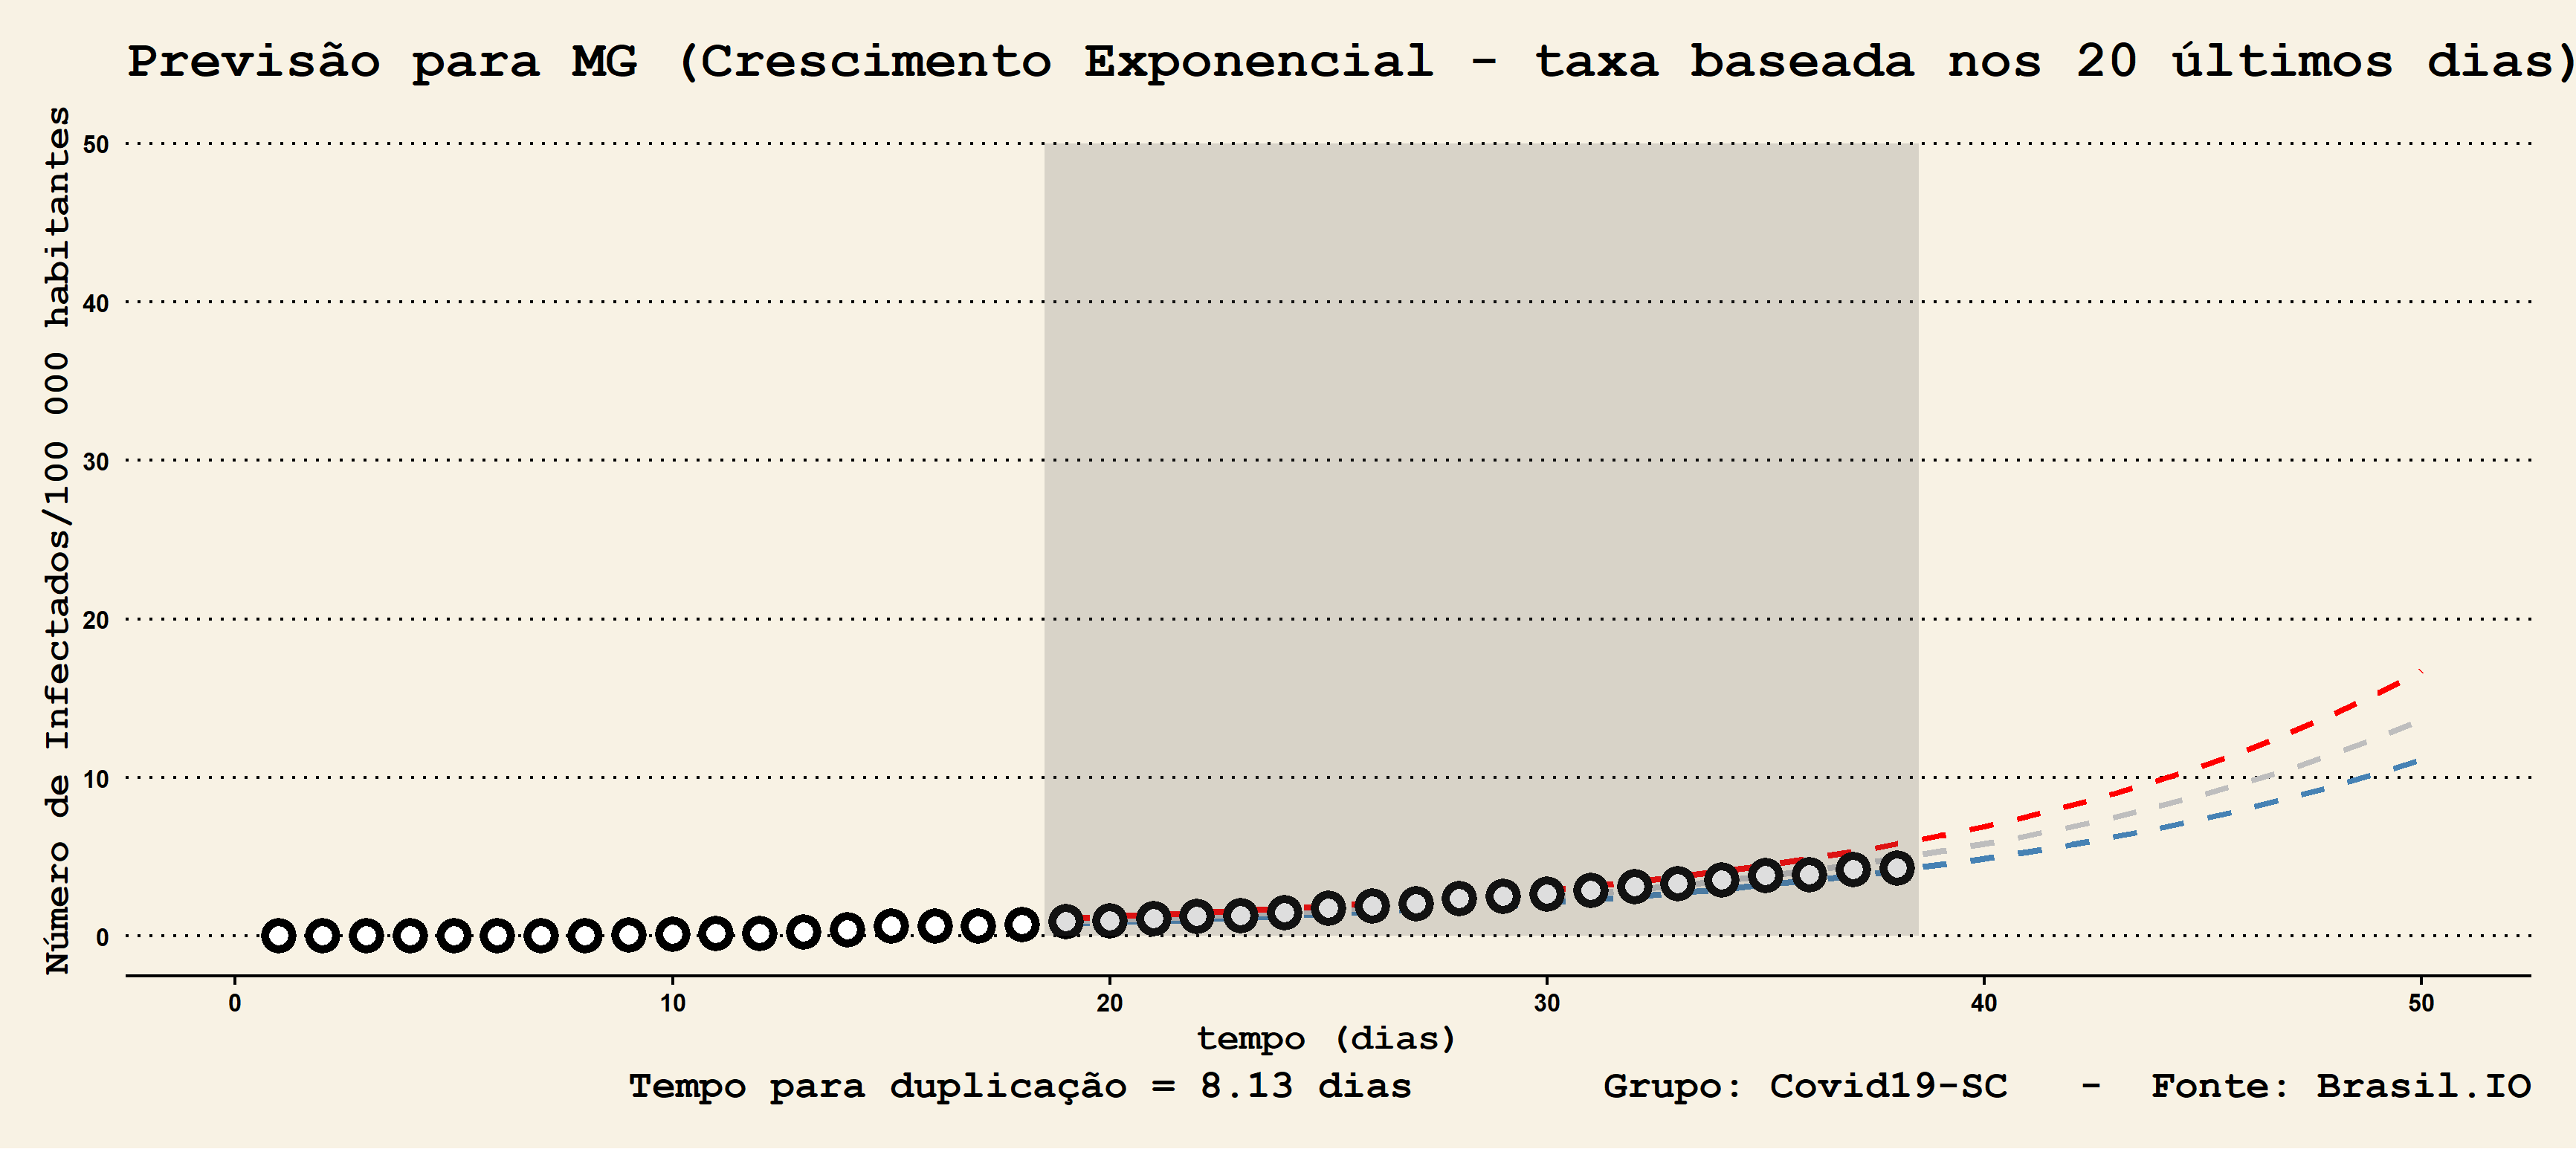 Previsão para MG (Crescimento Exponencial - taxa baseada nos 20 últimos dias)
Número de Infectados/100 000 habitantes
50
40
30
20
10
0
0 10 20 30 40 50
tempo (dias)
Tempo para duplicação = 8.13 dias Grupo: Covid19-SC - Fonte: Brasil.IO